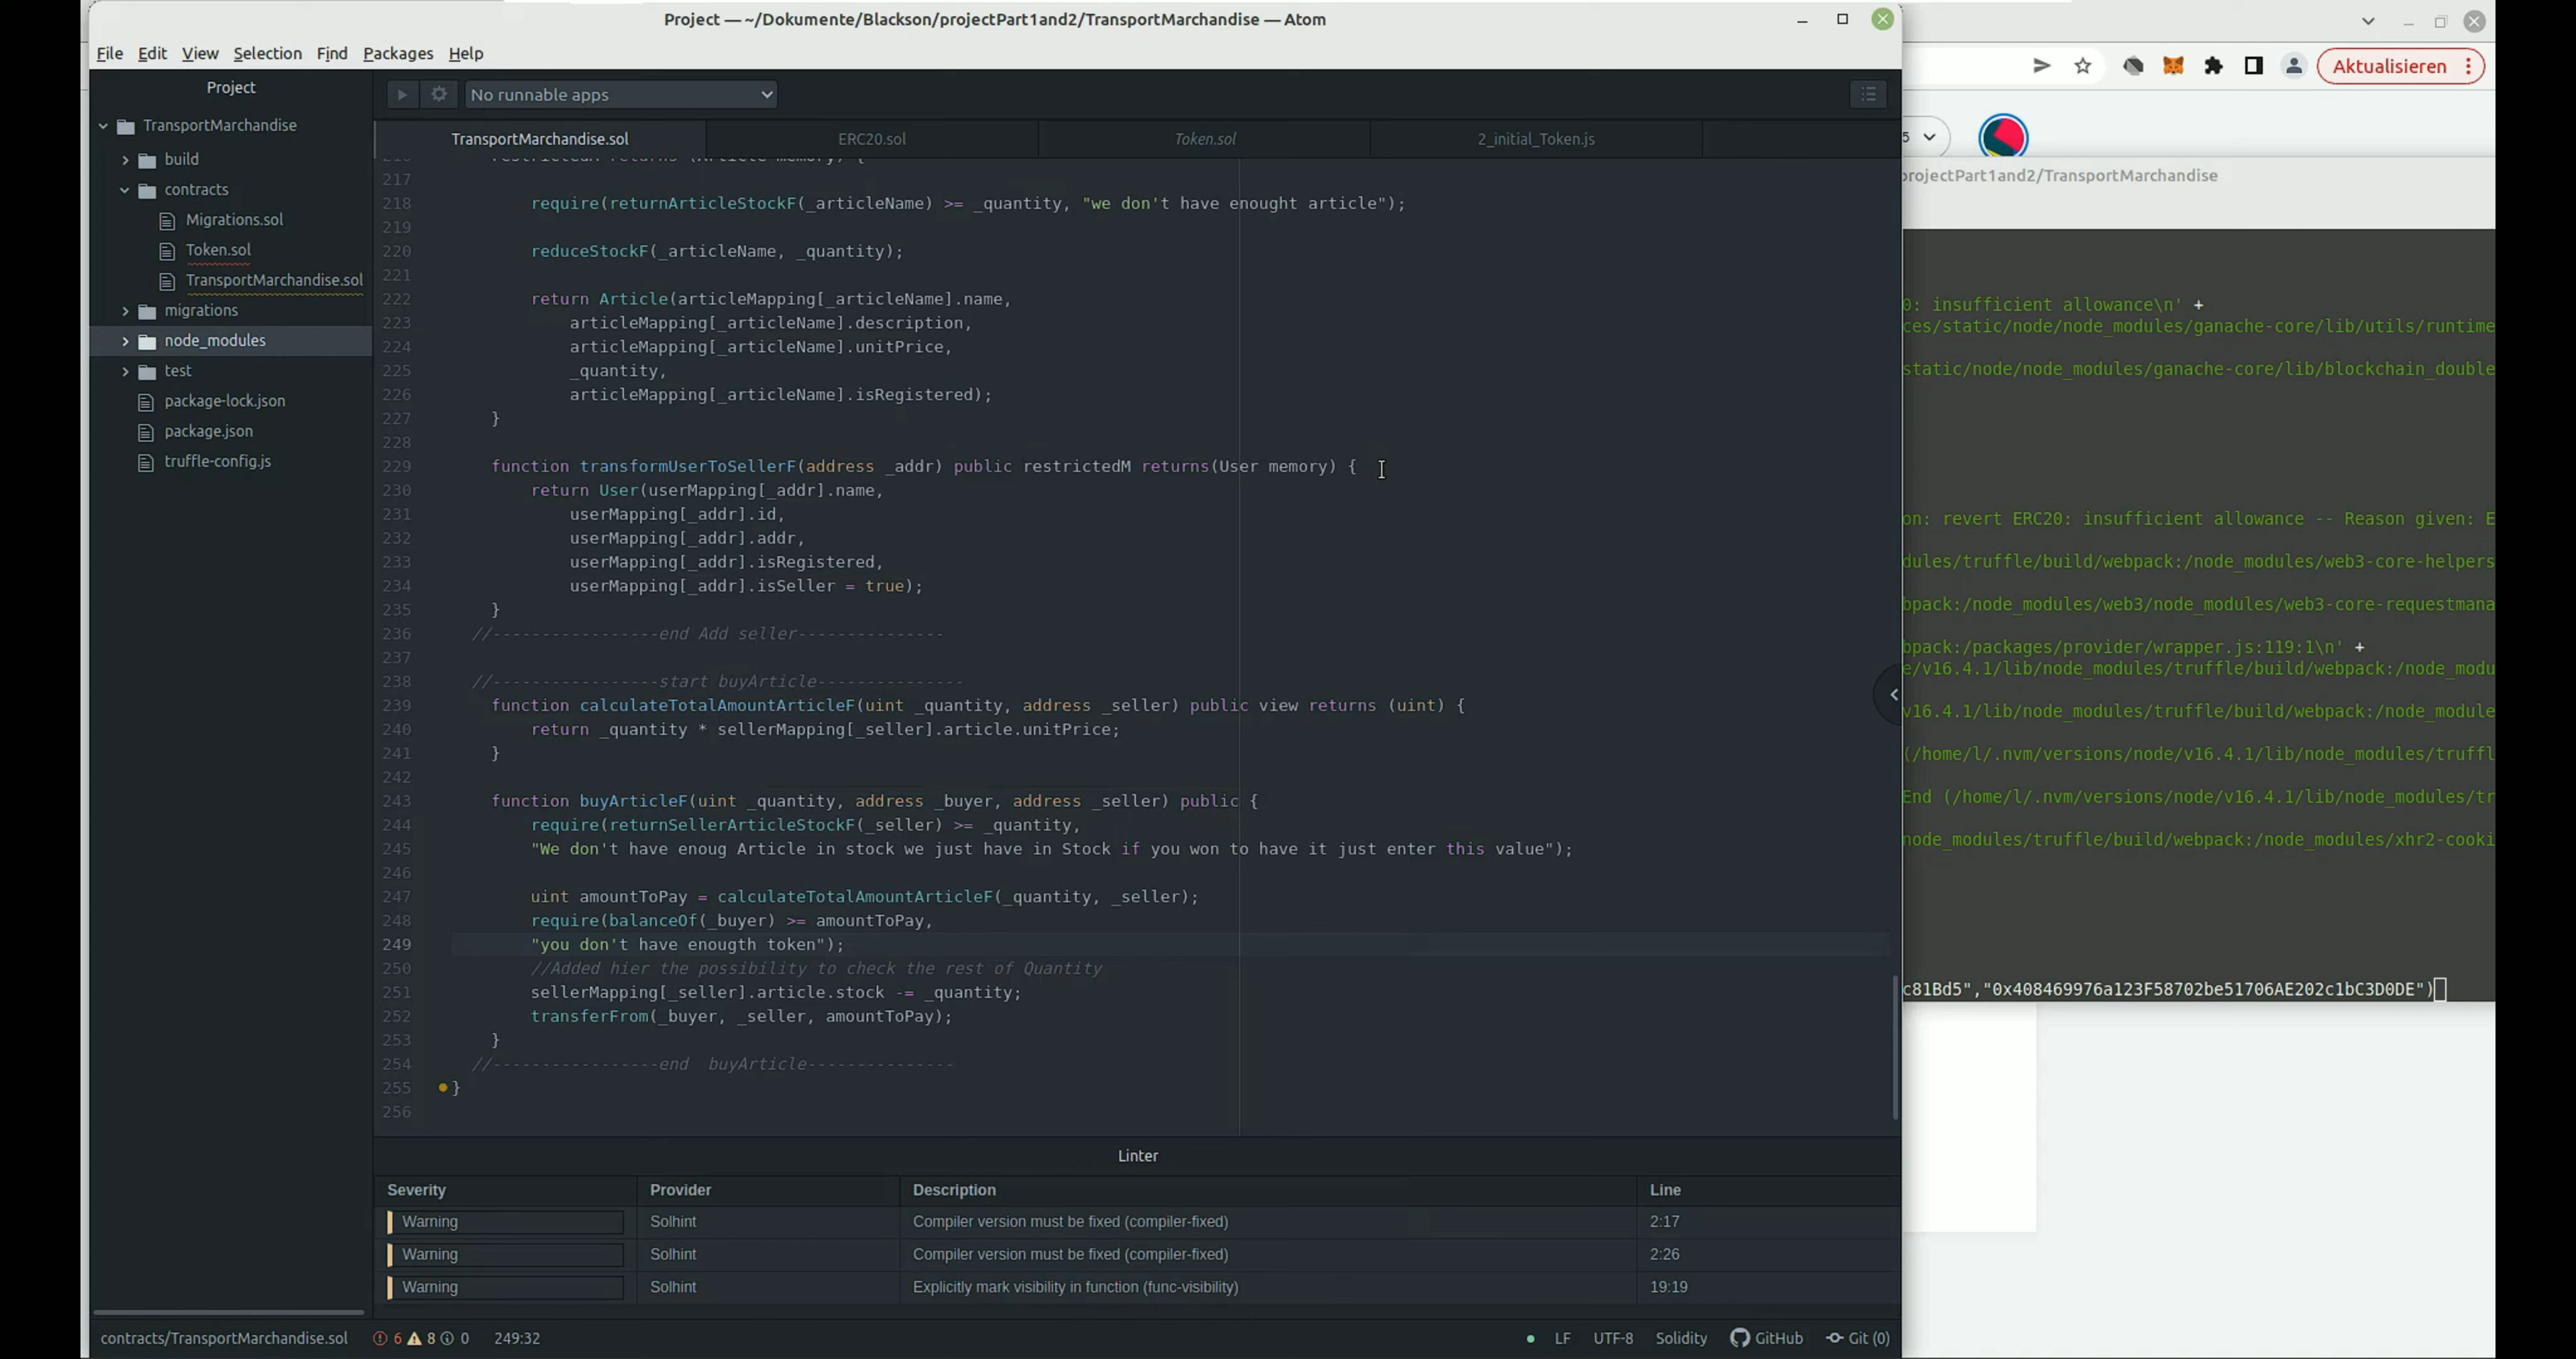 Project — ~/Dokumente/Blackson/projectPart1and2/TransportMarchandise — Atom
File Edit View Selection Find Packages Help
Aktualisieren
Project
No runnable apps
TransportMarchandise
build
contracts
Migrations.sol
Token.sol
TransportMarchandise.sol
migrations
node_modules
test
package-lock.json
package.json
truffle-config.js
TransportMarchandise.sol ERC20.sol Token.sol 2_initial_Token.js
217
218 require(returnArticleStockF(_articleName) >= _quantity, "we don't have enought article");
219
220 reduceStockF(_articleName, _quantity);
221
222 return Article(articleMapping[_articleName].name,
223 articleMapping[_articleName].description,
224 articleMapping[_articleName].unitPrice,
225 _quantity,
226 articleMapping[_articleName].isRegistered);
227 }
228
229 function transformUserToSellerF(address _addr) public restrictedM returns(User memory) {
230 return User(userMapping[_addr].name,
231 userMapping[_addr].id,
232 userMapping[_addr].addr,
233 userMapping[_addr].isRegistered,
234 userMapping[_addr].isSeller = true);
235 }
236 //-----------------end Add seller---------------
237
238 //-----------------start buyArticle---------------
239 function calculateTotalAmountArticleF(uint _quantity, address _seller) public view returns (uint) {
240 return _quantity * sellerMapping[_seller].article.unitPrice;
241 }
242
243 function buyArticleF(uint _quantity, address _buyer, address _seller) public {
244 require(returnSellerArticleStockF(_seller) >= _quantity,
245 "We don't have enoug Article in stock we just have in Stock if you won to have it just enter this value");
246
247 uint amountToPay = calculateTotalAmountArticleF(_quantity, _seller);
248 require(balanceOf(_buyer) >= amountToPay,
249 "you don't have enougth token");
250 //Added hier the possibility to check the rest of Quantity
251 sellerMapping[_seller].article.stock -= _quantity;
252 transferFrom(_buyer, _seller, amountToPay);
253 }
254 //-----------------end  buyArticle---------------
255 }
256
Linter
Severity Provider Description Line
Warning Solhint Compiler version must be fixed (compiler-fixed) 2:17
Warning Solhint Compiler version must be fixed (compiler-fixed) 2:26
Warning Solhint Explicitly mark visibility in function (func-visibility) 19:19
contracts/TransportMarchandise.sol 6 8 0 249:32 LF UTF-8 Solidity GitHub Git (0)
5
rojectPart1and2/TransportMarchandise
0: insufficient allowance\n' +
ces/static/node/node_modules/ganache-core/lib/utils/runtime
static/node/node_modules/ganache-core/lib/blockchain_double
on: revert ERC20: insufficient allowance -- Reason given: E
dules/truffle/build/webpack:/node_modules/web3-core-helpers
bpack:/node_modules/web3/node_modules/web3-core-requestmana
bpack:/packages/provider/wrapper.js:119:1\n' +
e/v16.4.1/lib/node_modules/truffle/build/webpack:/node_modu
v16.4.1/lib/node_modules/truffle/build/webpack:/node_module
(/home/l/.nvm/versions/node/v16.4.1/lib/node_modules/truffl
End (/home/l/.nvm/versions/node/v16.4.1/lib/node_modules/tr
node_modules/truffle/build/webpack:/node_modules/xhr2-cooki
c81Bd5","0x408469976a123F58702be51706AE202c1bC3D0DE")